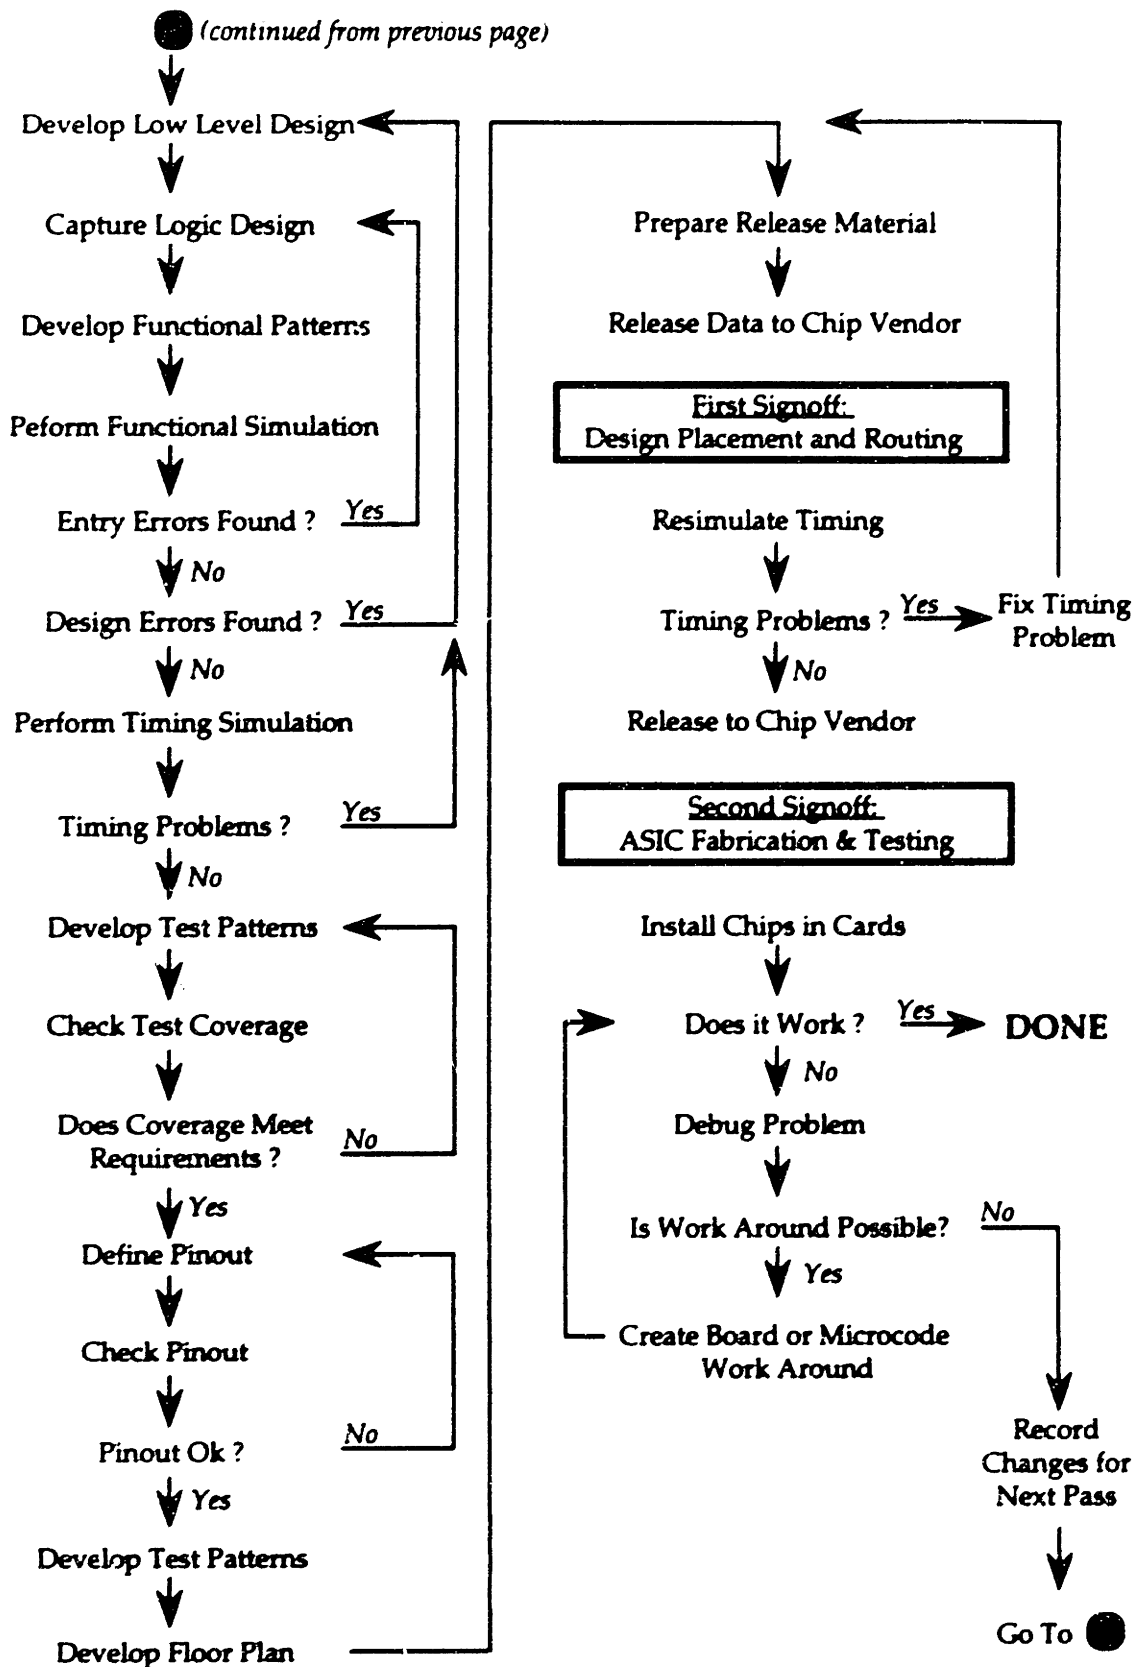 (continued from previous page)
Develop Low Level Design
Capture Logic Design
Develop Functional Patterns
Peform Functional Simulation
Entry Errors Found ? Yes
No
Design Errors Found ? Yes
No
Perform Timing Simulation
Timing Problems ? Yes
No
Develop Test Patterns
Check Test Coverage
Does Coverage Meet
Requirements ? No
Yes
Define Pinout
Check Pinout
Pinout Ok ? No
Yes
Develop Test Patterns
Develop Floor Plan
Prepare Release Material
Release Data to Chip Vendor
First Signoff:
Design Placement and Routing
Resimulate Timing
Timing Problems ? Yes
Fix Timing
Problem
No
Release to Chip Vendor
Second Signoff:
ASIC Fabrication & Testing
Install Chips in Cards
Does it Work ? Yes DONE
No
Debug Problem
Is Work Around Possible? No
Yes
Create Board or Microcode
Work Around
Record
Changes for
Next Pass
Go To